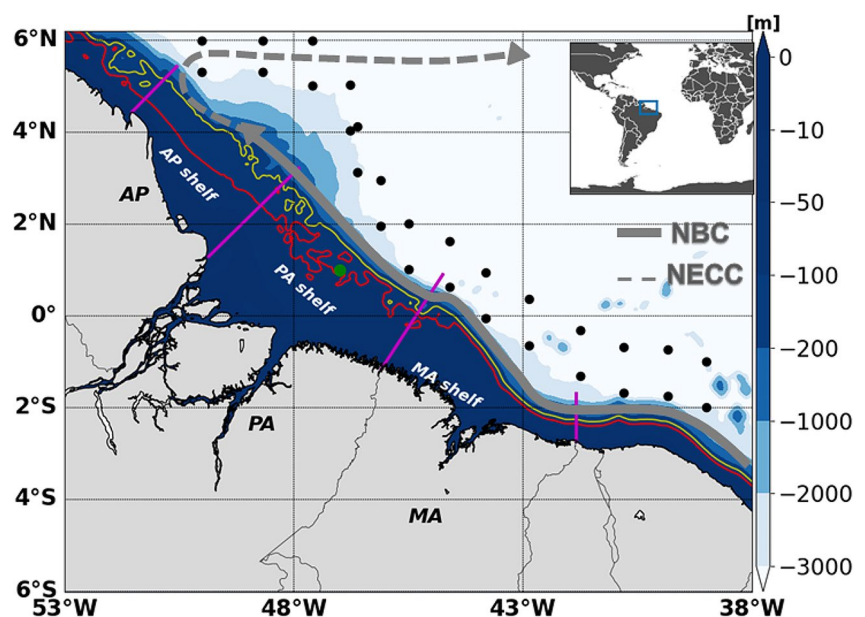 [m]
6°N
4°N
2°N
0°
2°S
4°S
6°S
53°W
48°W
43°W
38°W
0
−10
−50
−100
−200
−1000
−2000
−3000
AP shelf
AP
PA shelf
MA shelf
PA
MA
NBC
NECC